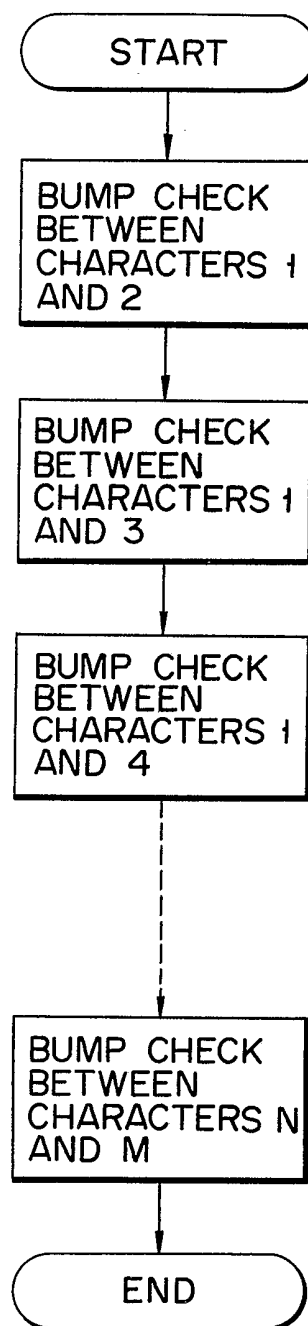 START
BUMP CHECK
BETWEEN
CHARACTERS 1
AND 2
BUMP CHECK
BETWEEN
CHARACTERS 1
AND 3
BUMP CHECK
BETWEEN
CHARACTERS 1
AND 4
BUMP CHECK
BETWEEN
CHARACTERS N
AND M
END